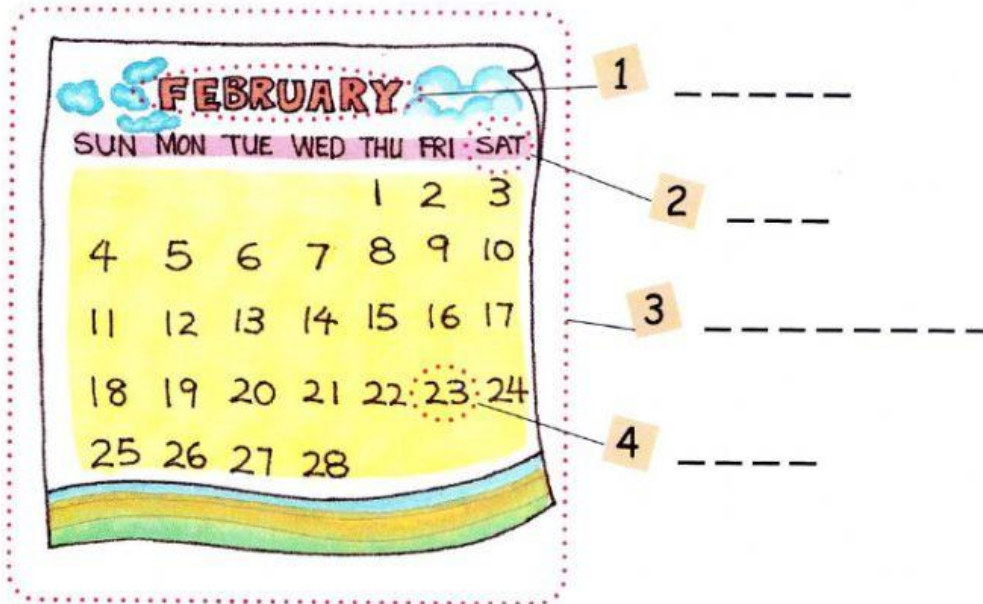 FEBRUARY
1 _ _ _ _ _
SUN MON TUE WED THU FRI SAT
1 2 3
2 _ _ _
4 5 6 7 8 9 10
11 12 13 14 15 16 17
3 _ _ _ _ _ _ _ _
18 19 20 21 22 23 24
4 _ _ _ _
25 26 27 28